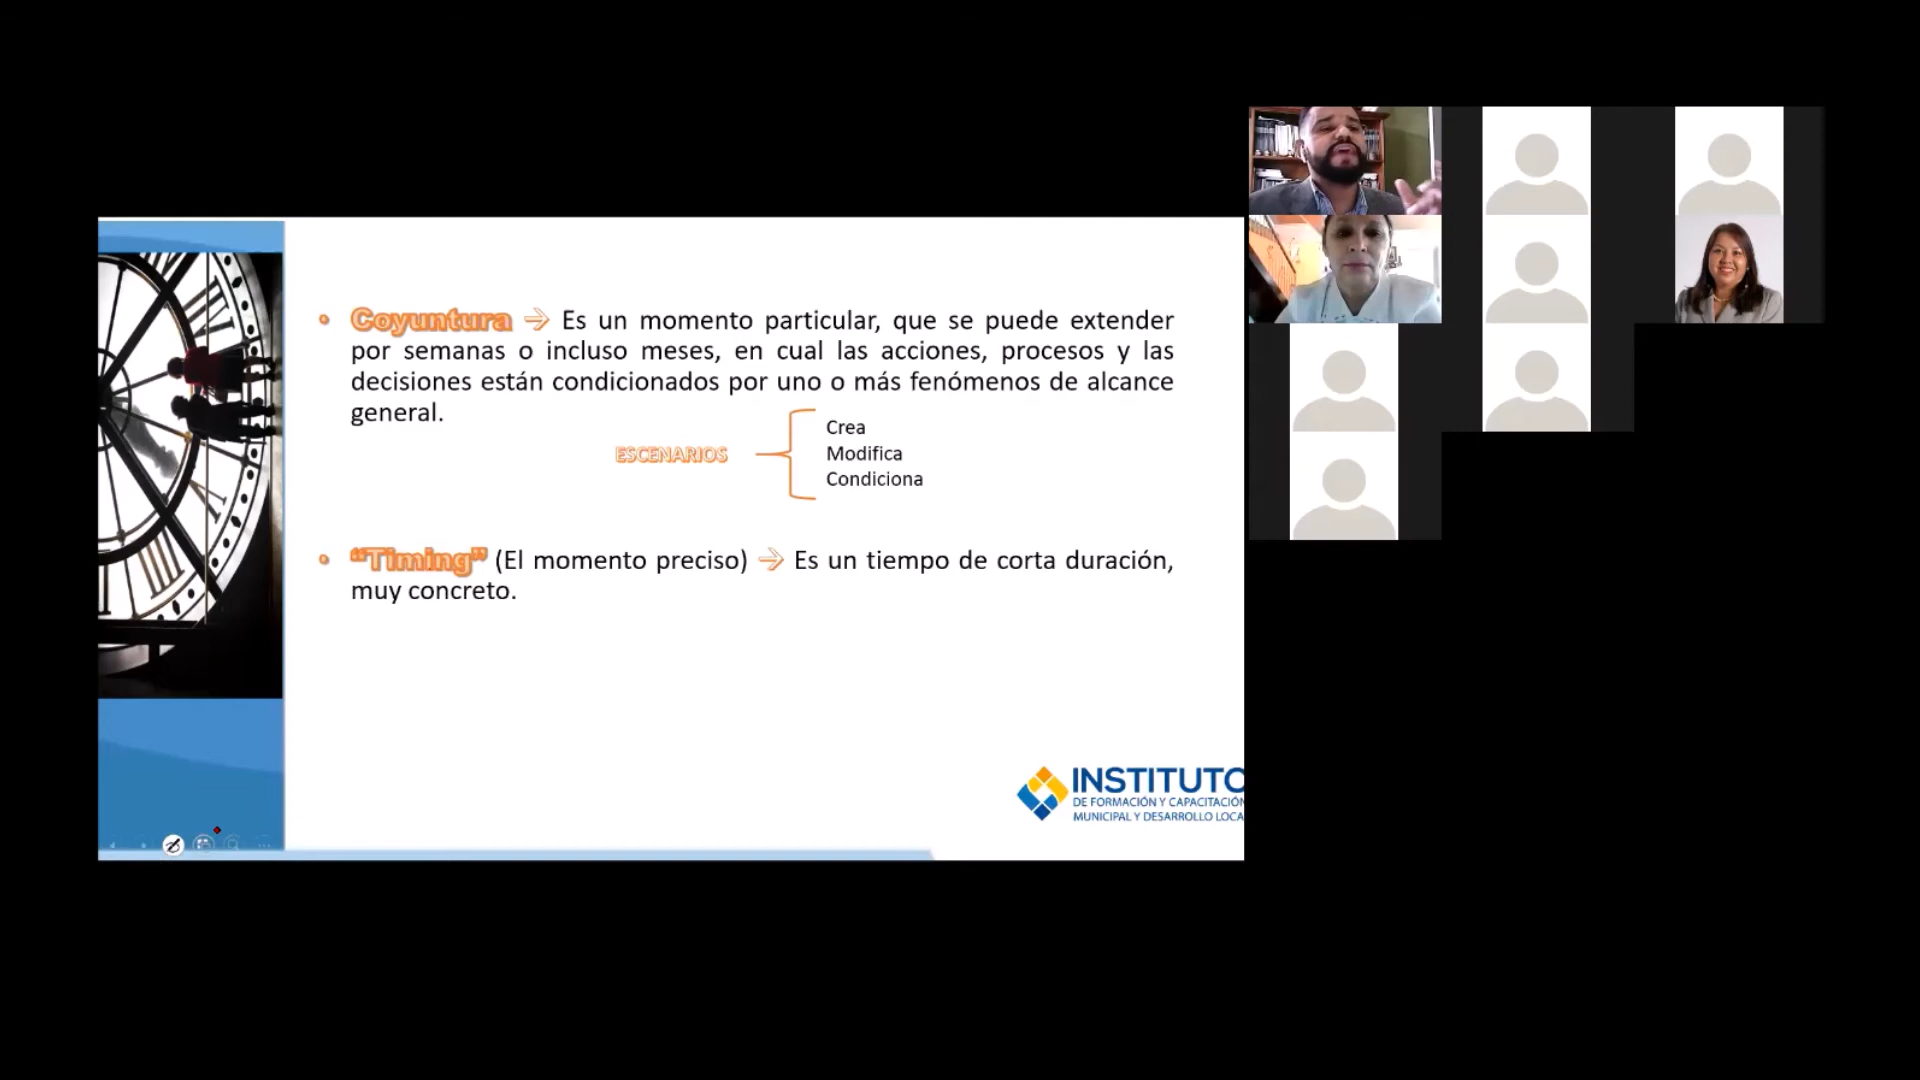 • Coyuntura → Es un momento particular, que se puede extender
por semanas o incluso meses, en cual las acciones, procesos y las
decisiones están condicionados por uno o más fenómenos de alcance
general.
ESCENARIOS
Crea
Modifica
Condiciona
• “Timing” (El momento preciso) → Es un tiempo de corta duración,
muy concreto.
INSTITUTO
DE FORMACIÓN Y CAPACITACIÓN
MUNICIPAL Y DESARROLLO LOCA